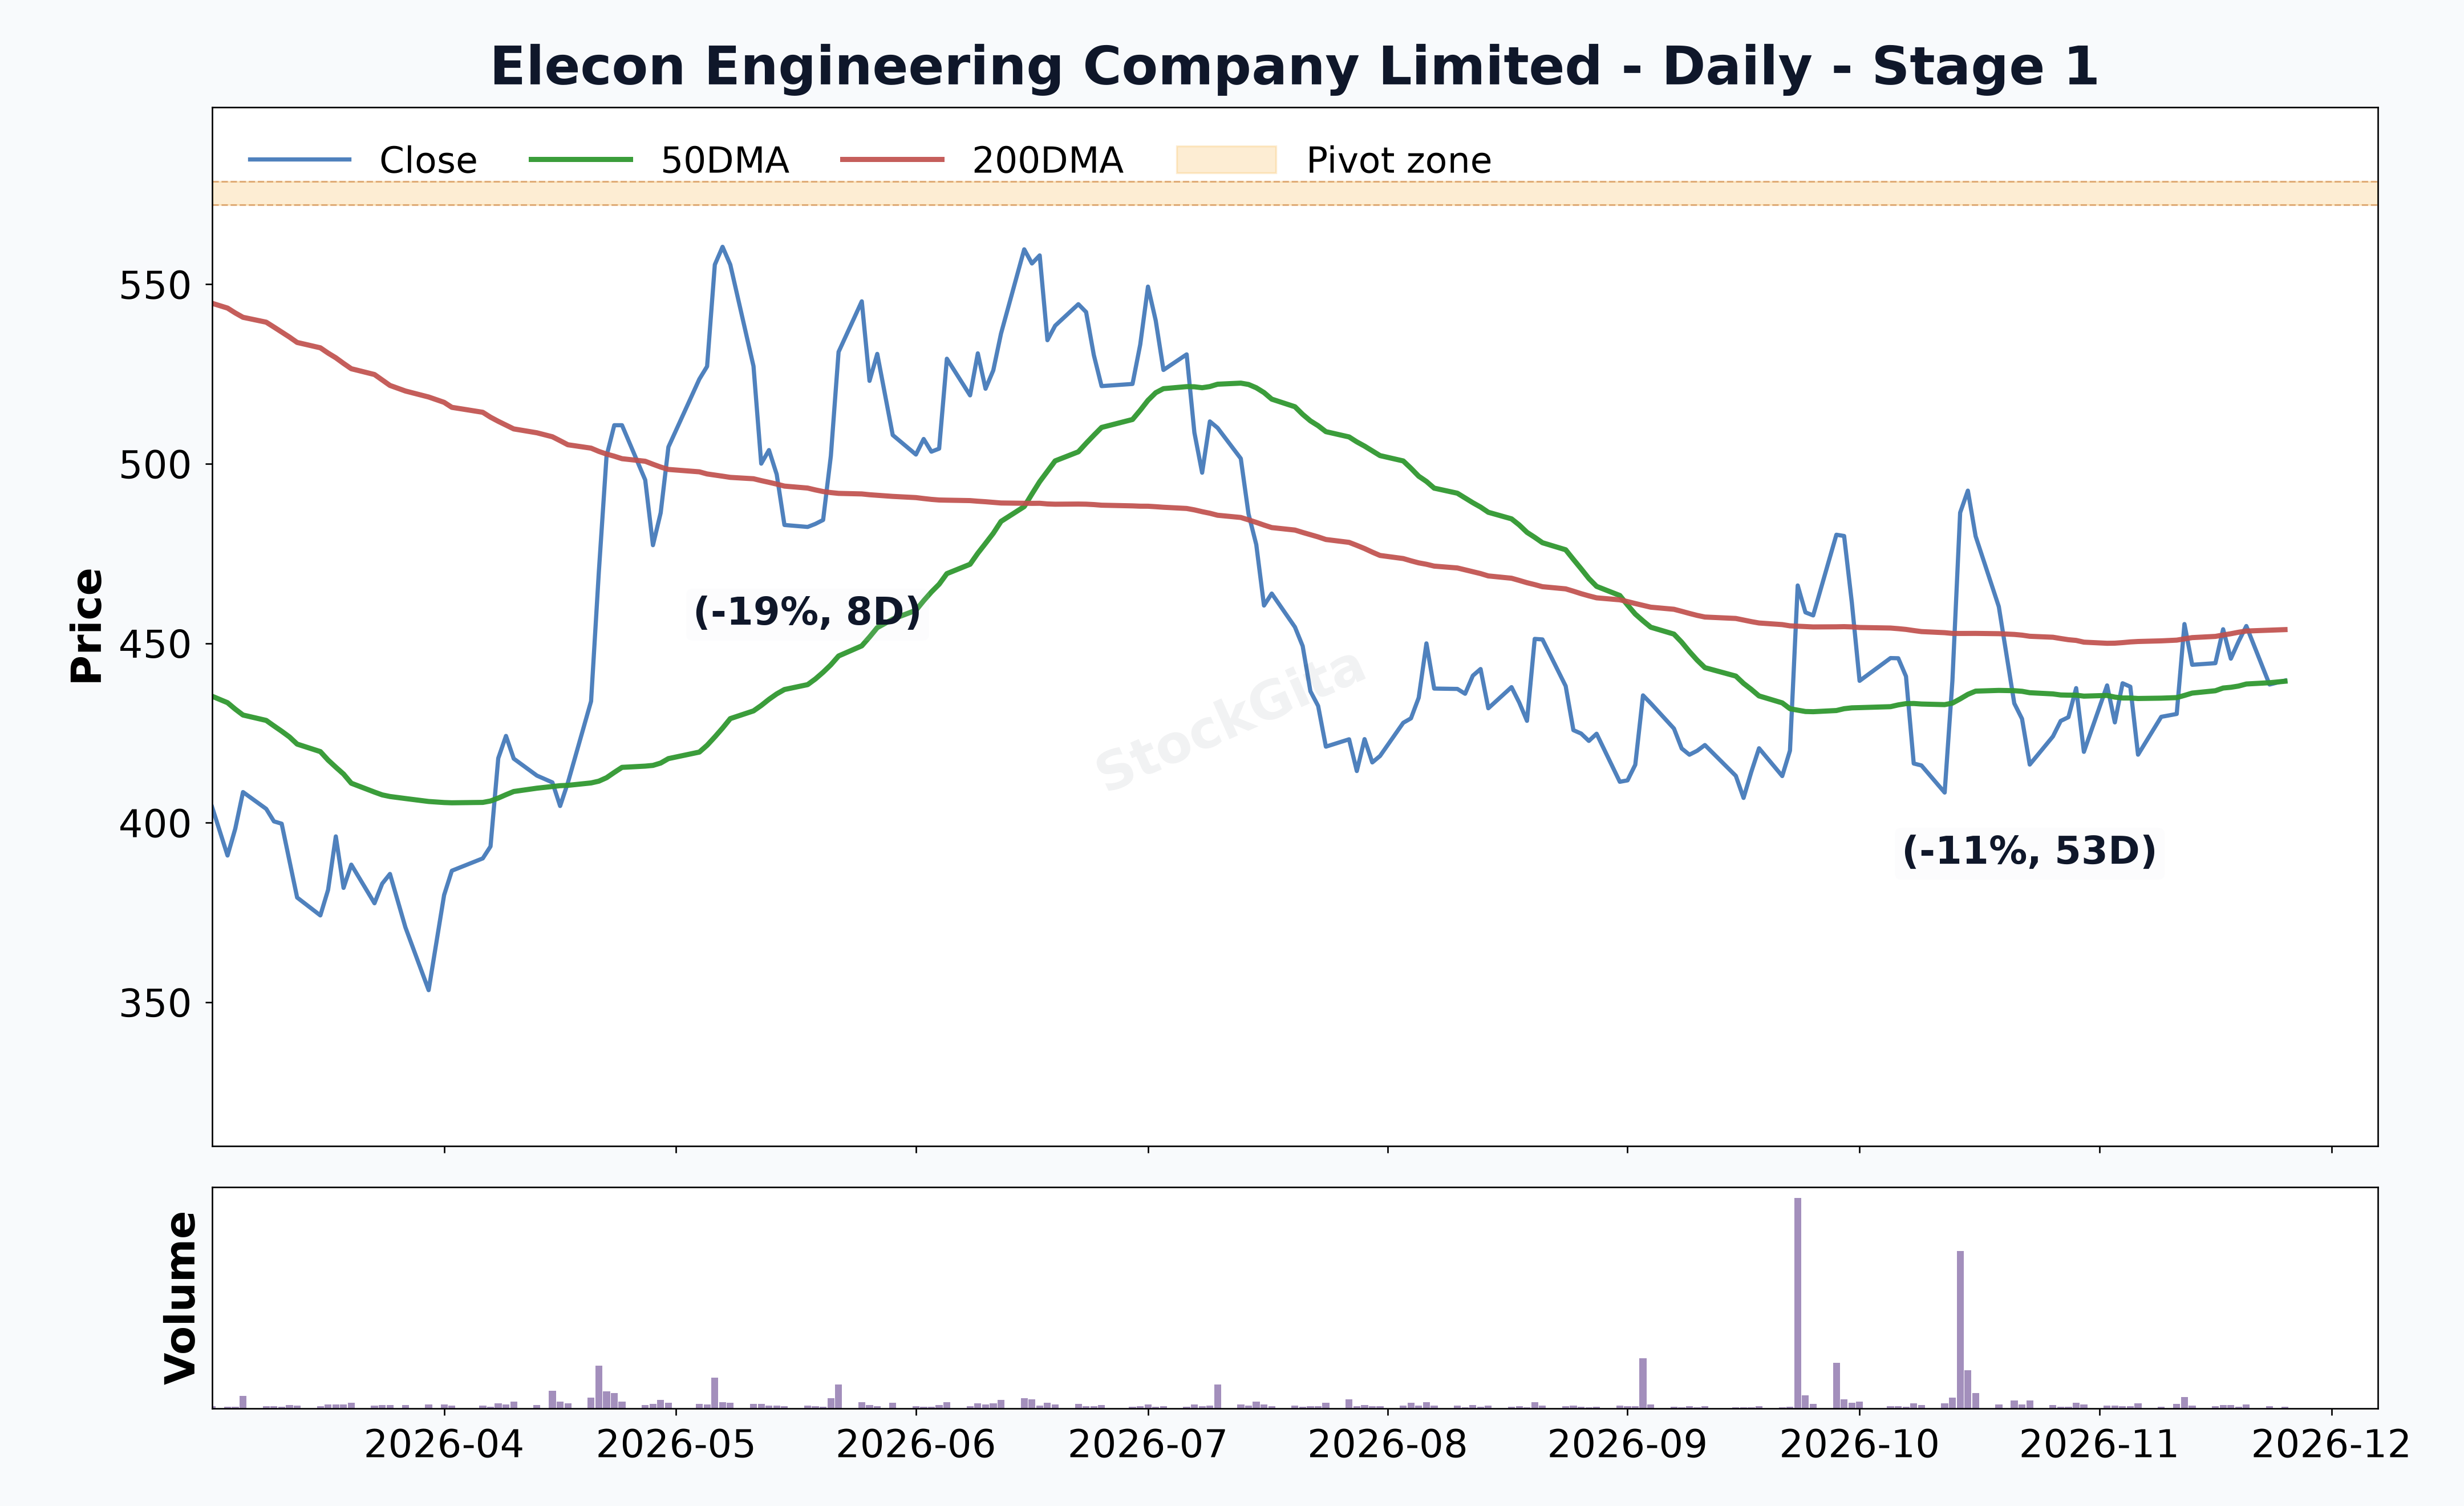 Elecon Engineering Company Limited - Daily - Stage 1
Close 50DMA 200DMA Pivot zone
Price
550
500
450
400
350
(-19%, 8D)
StockGita
(-11%, 53D)
Volume
2026-04 2026-05 2026-06 2026-07 2026-08 2026-09 2026-10 2026-11 2026-12